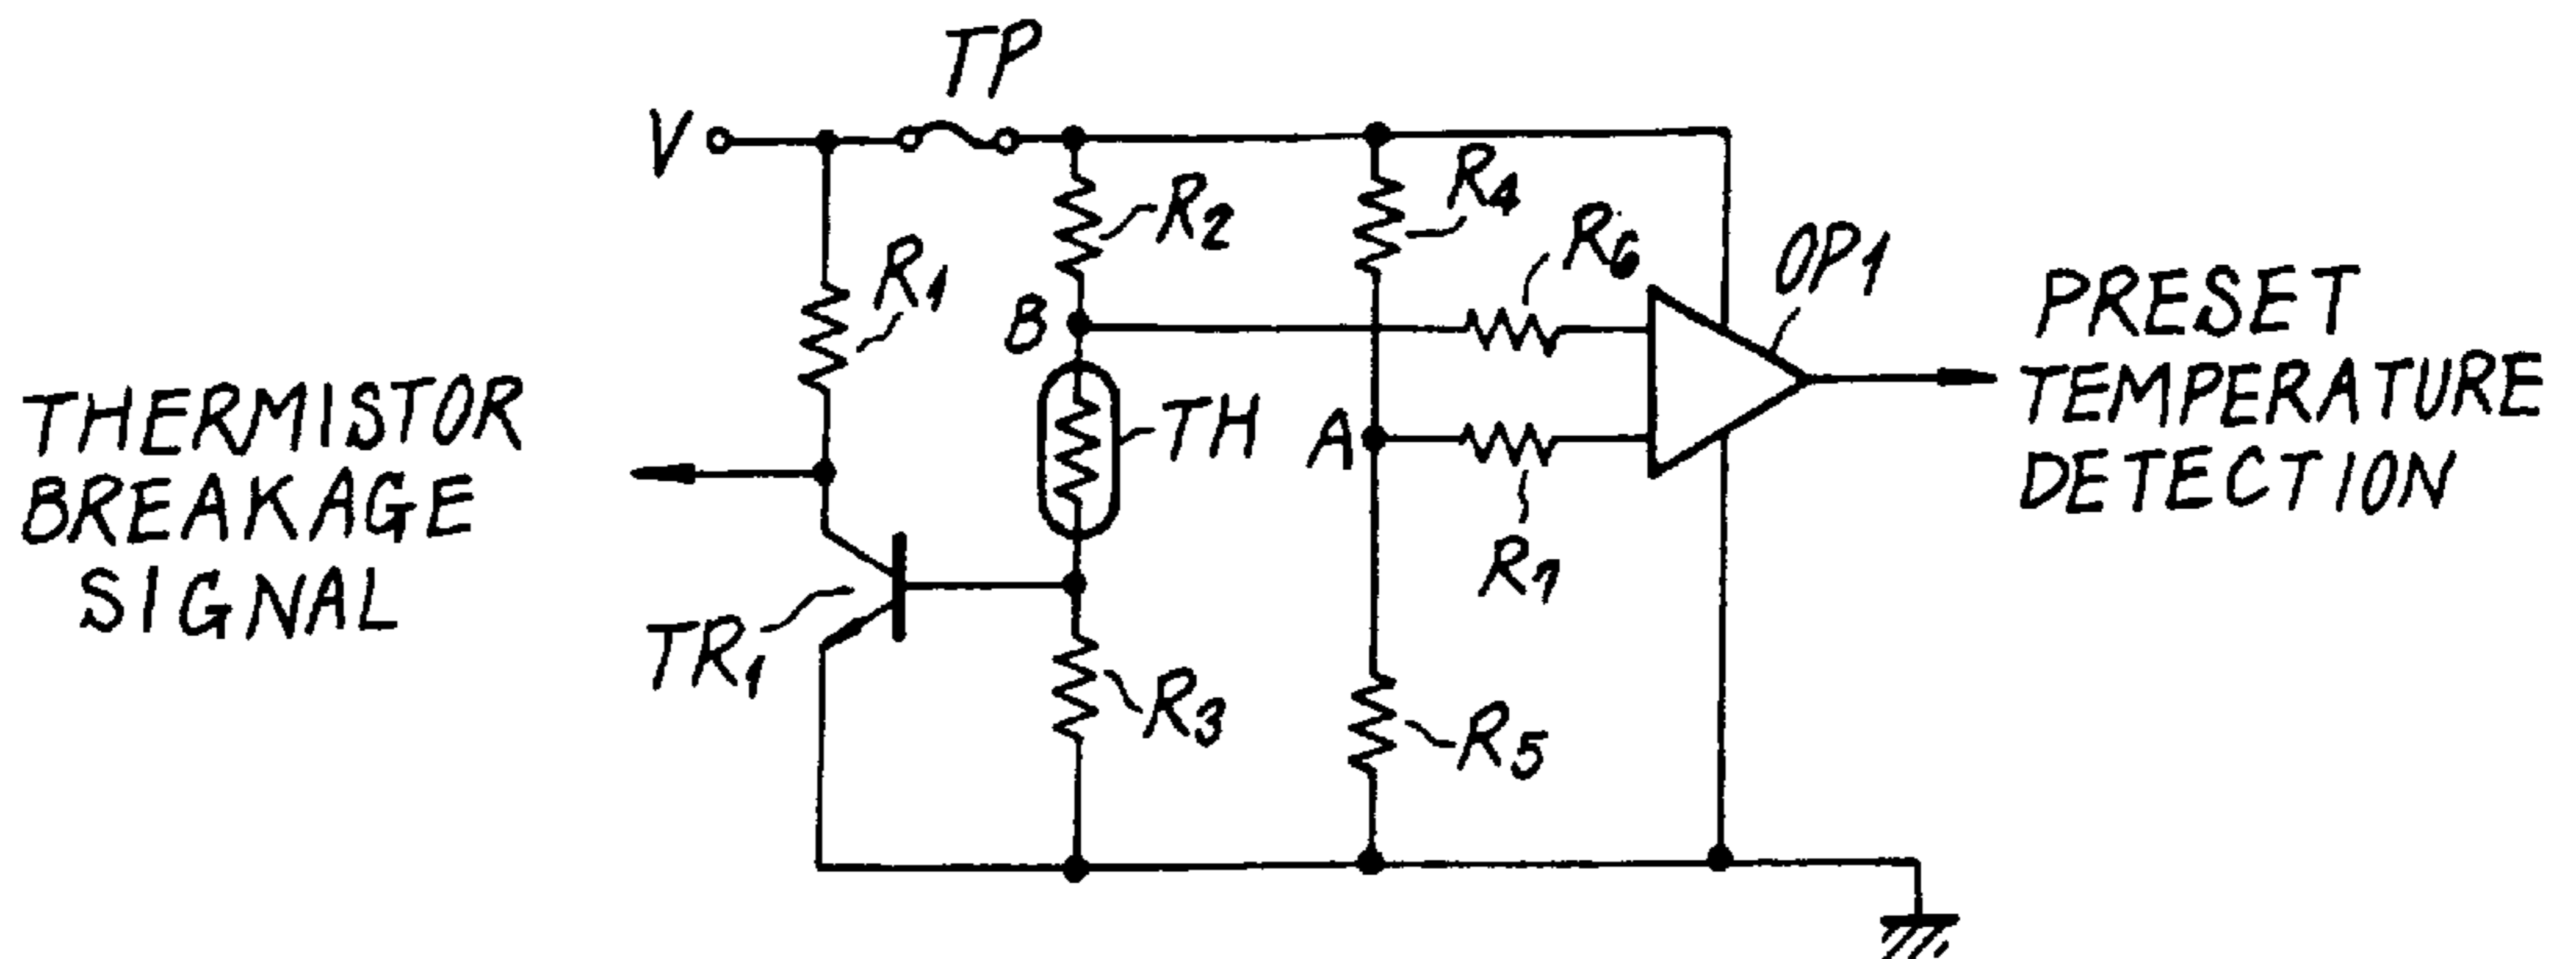 TP
V
R4
R2
R6
OP1
R1
B
PRESET
TEMPERATURE
DETECTION
THERMISTOR
BREAKAGE
SIGNAL
TH
A
R7
TR1
R3
R5